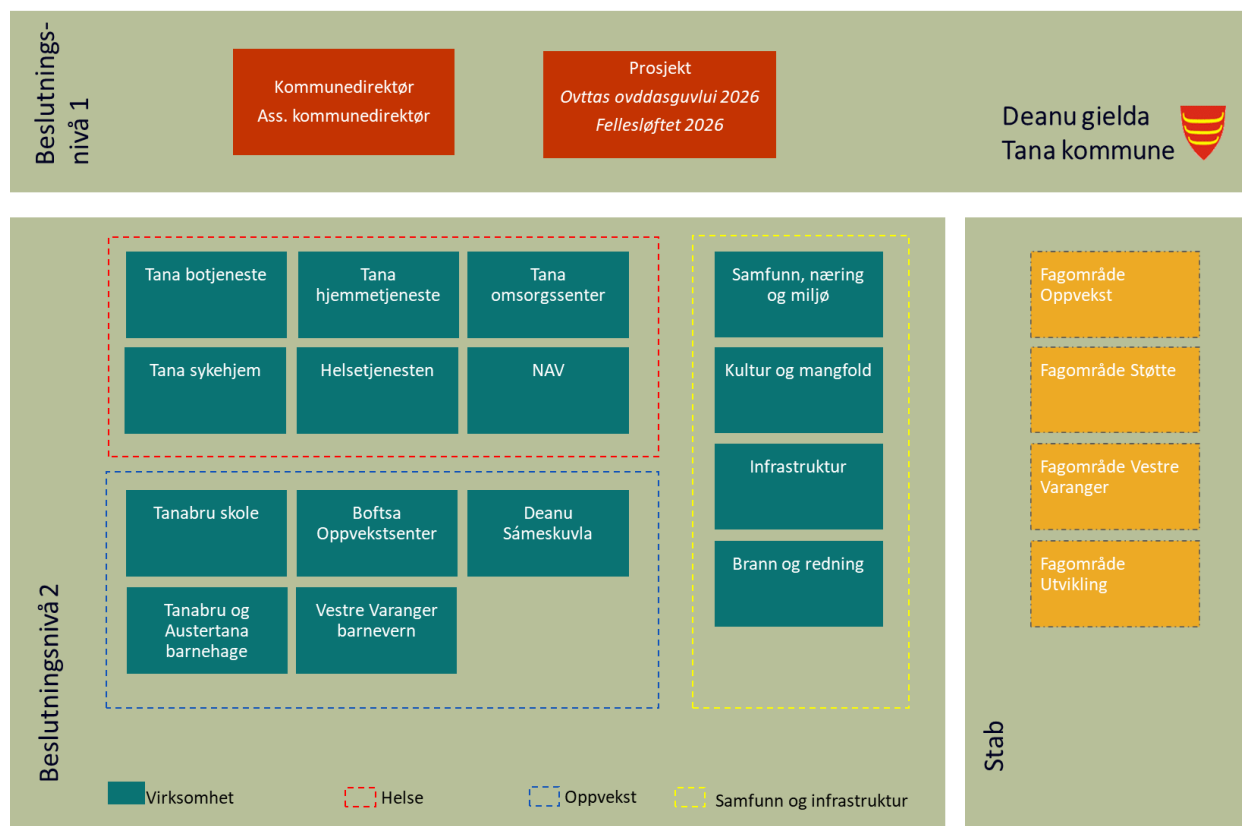 Beslutnings-
nivå 1
Kommunedirektør
Ass. kommunedirektør
Prosjekt
Ovttas ovddasguvlui 2026
Fellesløftet 2026
Deanu gielda
Tana kommune
Beslutningsnivå 2
Tana botjeneste
Tana
hjemmetjeneste
Tana
omsorgssenter
Tana sykehjem
Helsetjenesten
NAV
Tanabru skole
Boftsa
Oppvekstsenter
Deanu
Sámeskuvla
Tanabru og
Austertana
barnehage
Vestre Varanger
barnevern
Samfunn, næring
og miljø
Kultur og mangfold
Infrastruktur
Brann og redning
Stab
Fagområde
Oppvekst
Fagområde Støtte
Fagområde Vestre
Varanger
Fagområde
Utvikling
Virksomhet
Helse
Oppvekst
Samfunn og infrastruktur